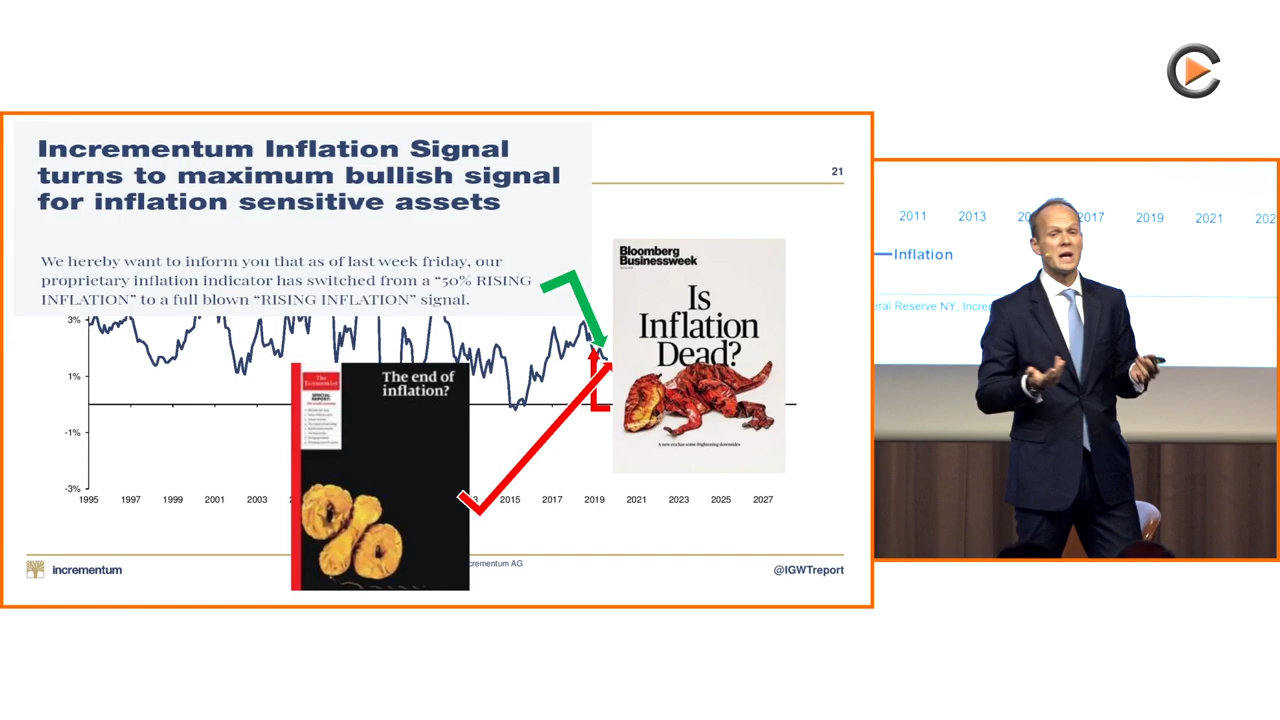 Incrementum Inflation Signal
turns to maximum bullish signal
for inflation sensitive assets
21
We hereby want to inform you that as of last week friday, our
proprietary inflation indicator has switched from a “50% RISING
INFLATION” to a full blown “RISING INFLATION” signal.
Bloomberg
Businessweek
Is
Inflation
Dead?
A new era has some frightening downsides
The
Economist
SPECIAL
REPORT:
The end of
inflation?
3%
1%
-1%
-3%
1995 1997 1999 2001 2003 2015 2017 2019 2021 2023 2025 2027
incrementum
crementum AG
@IGWTreport
2011 2013 2017 2019 2021 202
Inflation
eral Reserve NY, Increm